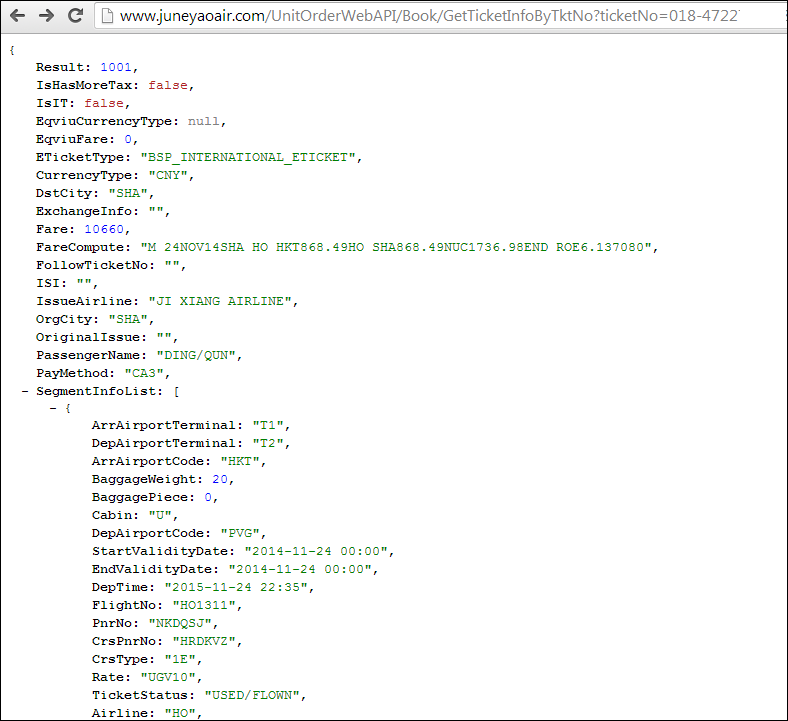 www.juneyaoair.com/UnitOrderWebAPI/Book/GetTicketInfoByTktNo?ticketNo=018-4722
{
Result: 1001,
IsHasMoreTax: false,
IsIT: false,
EqviuCurrencyType: null,
EqviuFare: 0,
ETicketType: "BSP_INTERNATIONAL_ETICKET",
CurrencyType: "CNY",
DstCity: "SHA",
ExchangeInfo: "",
Fare: 10660,
FareCompute: "M 24NOV14SHA HO HKT868.49HO SHA868.49NUC1736.98END ROE6.137080",
FollowTicketNo: "",
ISI: "",
IssueAirline: "JI XIANG AIRLINE",
OrgCity: "SHA",
OriginalIssue: "",
PassengerName: "DING/QUN",
PayMethod: "CA3",
- SegmentInfoList: [
- {
ArrAirportTerminal: "T1",
DepAirportTerminal: "T2",
ArrAirportCode: "HKT",
BaggageWeight: 20,
BaggagePiece: 0,
Cabin: "U",
DepAirportCode: "PVG",
StartValidityDate: "2014-11-24 00:00",
EndValidityDate: "2014-11-24 00:00",
DepTime: "2015-11-24 22:35",
FlightNo: "HO1311",
PnrNo: "NKDQSJ",
CrsPnrNo: "HRDKVZ",
CrsType: "1E",
Rate: "UGV10",
TicketStatus: "USED/FLOWN",
Airline: "HO",